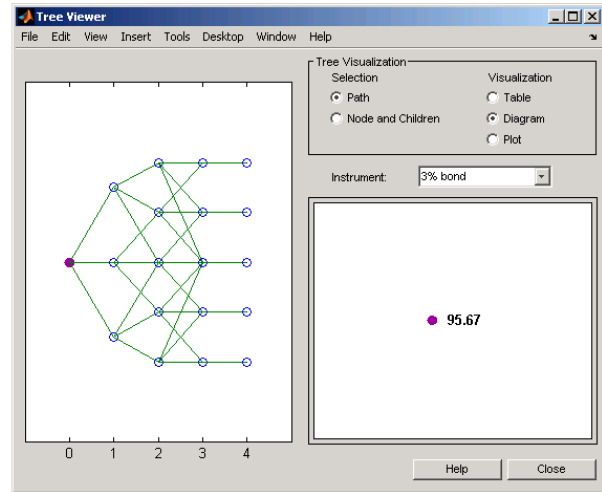 Tree Viewer
File Edit View Insert Tools Desktop Window Help
Tree Visualization
Selection Visualization
Path Table
Node and Children Diagram
Plot
Instrument: 3% bond
95.67
0 1 2 3 4
Help Close